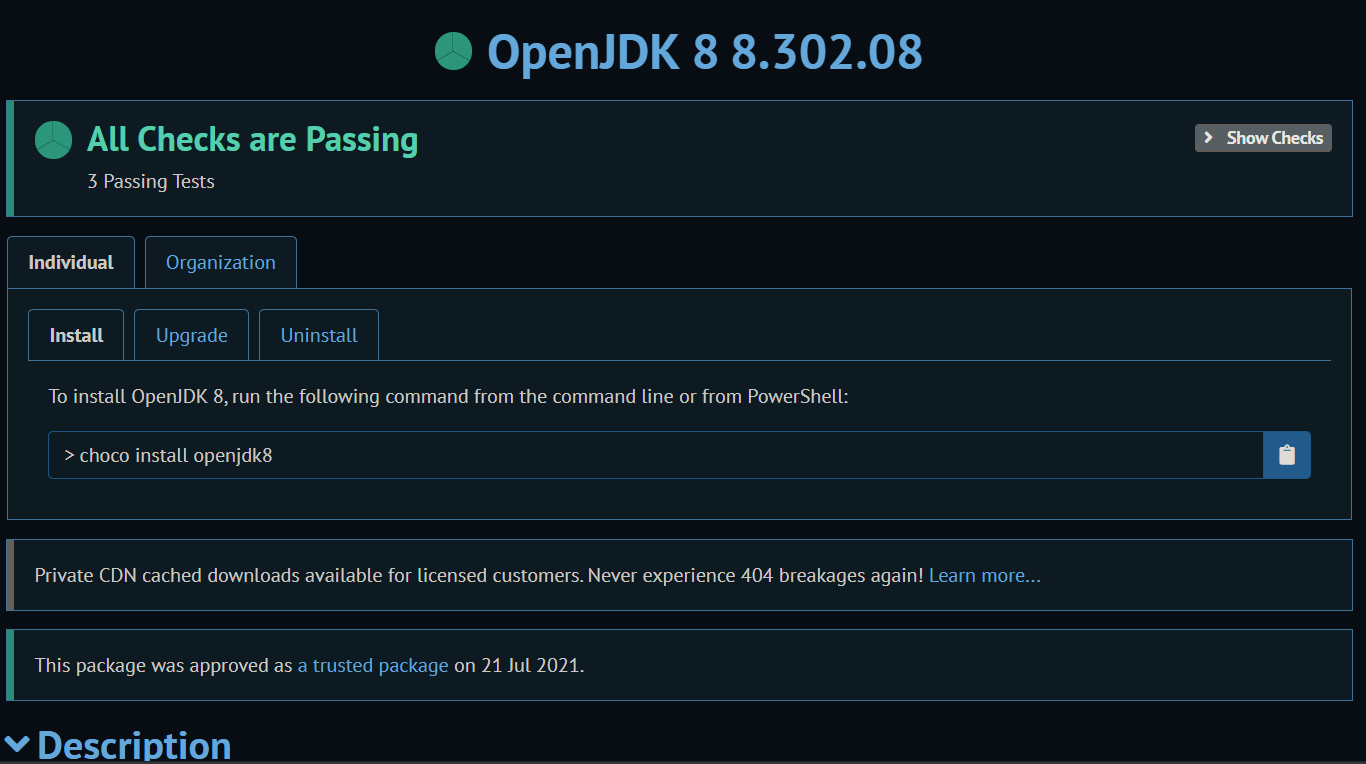 OpenJDK 8 8.302.08
All Checks are Passing
Show Checks
3 Passing Tests
Individual
Organization
Install
Upgrade
Uninstall
To install OpenJDK 8, run the following command from the command line or from PowerShell:
> choco install openjdk8
Private CDN cached downloads available for licensed customers. Never experience 404 breakages again! Learn more...
This package was approved as a trusted package on 21 Jul 2021.
Description